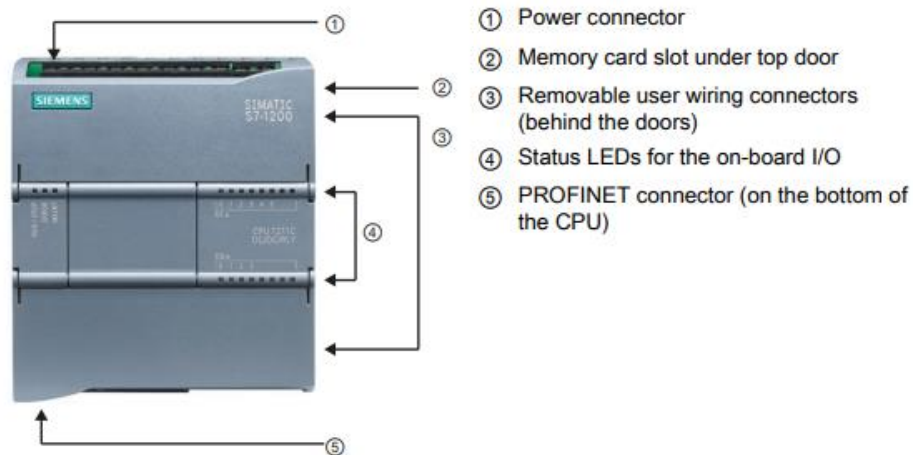 ① Power connector
② Memory card slot under top door
③ Removable user wiring connectors
(behind the doors)
④ Status LEDs for the on-board I/O
⑤ PROFINET connector (on the bottom of
the CPU)
①
SIEMENS
SIMATIC
S7-1200
②
③
④
CPU 1211C
DC/DC/RLY
⑤